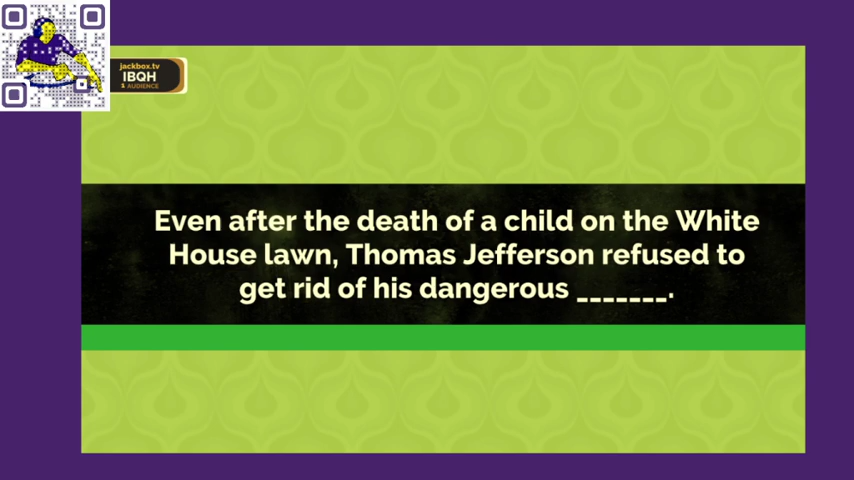 jackbox.tv
IBQH
1 AUDIENCE
Even after the death of a child on the White
House lawn, Thomas Jefferson refused to
get rid of his dangerous _______.